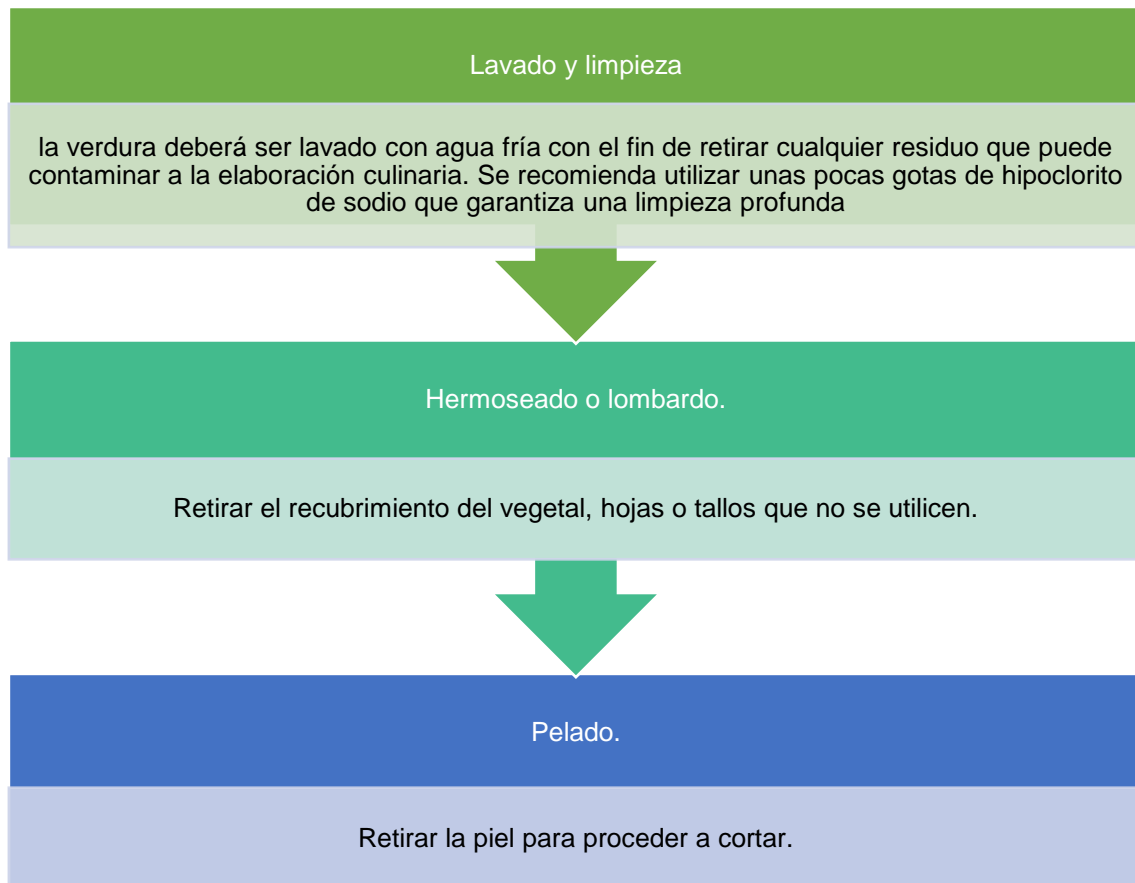 Lavado y limpieza
la verdura deberá ser lavado con agua fría con el fin de retirar cualquier residuo que puede
contaminar a la elaboración culinaria. Se recomienda utilizar unas pocas gotas de hipoclorito
de sodio que garantiza una limpieza profunda
Hermoseado o lombardo.
Retirar el recubrimiento del vegetal, hojas o tallos que no se utilicen.
Pelado.
Retirar la piel para proceder a cortar.